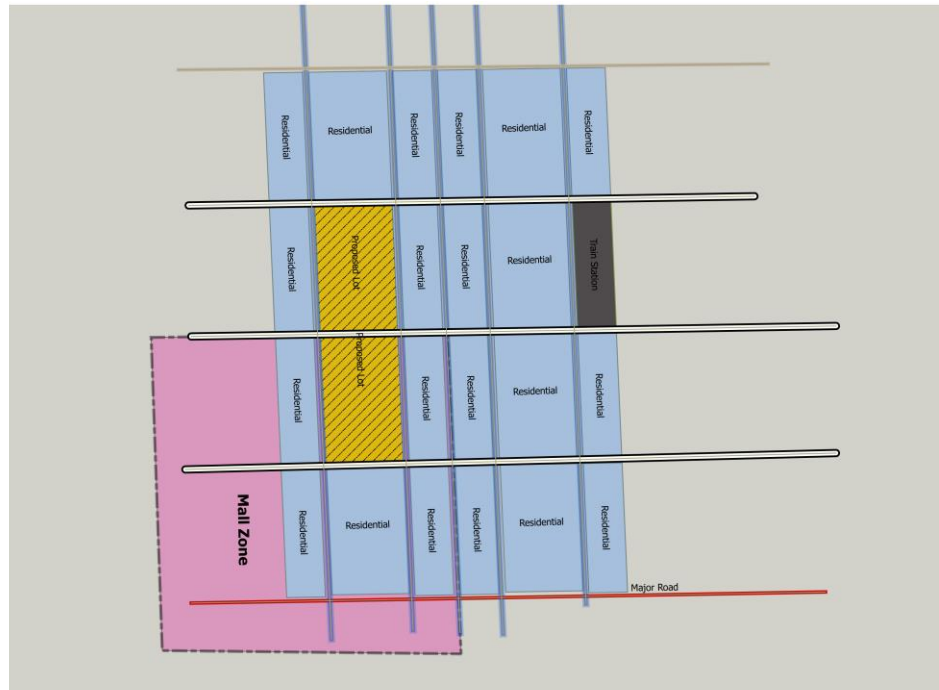 Residential
Residential
Residential
Residential
Residential
Residential
Residential
Proposed Lot
Residential
Residential
Residential
Train Station
Residential
Proposed Lot
Residential
Residential
Residential
Residential
Mall Zone
Residential
Residential
Residential
Residential
Residential
Residential
Major Road